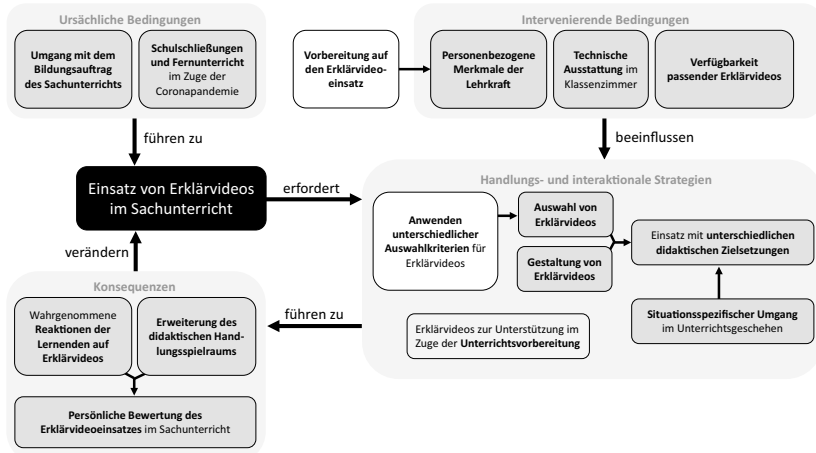 Ursächliche Bedingungen
Umgang mit dem
Bildungsauftrag
des Sachunterrichts
Schulschließungen
und Fernunterricht
im Zuge der
Coronapandemie
führen zu
Intervenierende Bedingungen
Vorbereitung auf
den Erklärvideo-
einsatz
Personenbezogene
Merkmale der
Lehrkraft
Technische
Ausstattung im
Klassenzimmer
Verfügbarkeit
passender Erklärvideos
beeinflussen
Einsatz von Erklärvideos
im Sachunterricht
erfordert
Handlungs- und interaktionale Strategien
Anwenden
unterschiedlicher
Auswahlkriterien für
Erklärvideos
Auswahl von
Erklärvideos
Gestaltung von
Erklärvideos
Einsatz mit unterschiedlichen
didaktischen Zielsetzungen
Situationsspezifischer Umgang
im Unterrichtsgeschehen
Erklärvideos zur Unterstützung im
Zuge der Unterrichtsvorbereitung
führen zu
verändern
Konsequenzen
Wahrgenommene
Reaktionen der
Lernenden auf
Erklärvideos
Erweiterung des
didaktischen Hand-
lungsspielraums
Persönliche Bewertung des
Erklärvideoeinsatzes im Sachunterricht